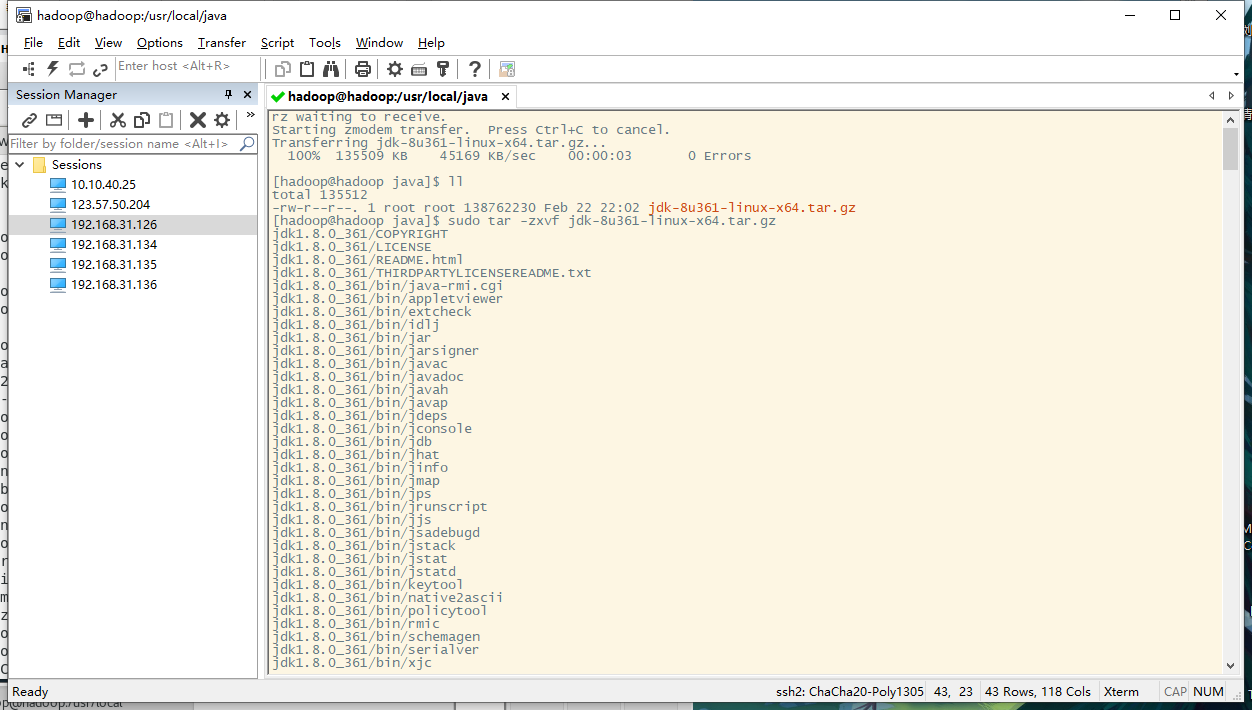 hadoop@hadoop:/usr/local/java
File Edit View Options Transfer Script Tools Window Help
Enter host <Alt+R>
Session Manager
hadoop@hadoop:/usr/local/java
Filter by folder/session name <Alt+I>
Sessions
10.10.40.25
123.57.50.204
192.168.31.126
192.168.31.134
192.168.31.135
192.168.31.136
rz waiting to receive.
Starting zmodem transfer.  Press Ctrl+C to cancel.
Transferring jdk-8u361-linux-x64.tar.gz...
100%  135509 KB    45169 KB/sec    00:00:03       0 Errors
[hadoop@hadoop java]$ ll
total 135512
-rw-r--r--. 1 root root 138762230 Feb 22 22:02 jdk-8u361-linux-x64.tar.gz
[hadoop@hadoop java]$ sudo tar -zxvf jdk-8u361-linux-x64.tar.gz
jdk1.8.0_361/COPYRIGHT
jdk1.8.0_361/LICENSE
jdk1.8.0_361/README.html
jdk1.8.0_361/THIRDPARTYLICENSEREADME.txt
jdk1.8.0_361/bin/java-rmi.cgi
jdk1.8.0_361/bin/appletviewer
jdk1.8.0_361/bin/extcheck
jdk1.8.0_361/bin/idlj
jdk1.8.0_361/bin/jar
jdk1.8.0_361/bin/jarsigner
jdk1.8.0_361/bin/javac
jdk1.8.0_361/bin/javadoc
jdk1.8.0_361/bin/javah
jdk1.8.0_361/bin/javap
jdk1.8.0_361/bin/jdeps
jdk1.8.0_361/bin/jconsole
jdk1.8.0_361/bin/jdb
jdk1.8.0_361/bin/jhat
jdk1.8.0_361/bin/jinfo
jdk1.8.0_361/bin/jmap
jdk1.8.0_361/bin/jps
jdk1.8.0_361/bin/jrunscript
jdk1.8.0_361/bin/jjs
jdk1.8.0_361/bin/jsadebugd
jdk1.8.0_361/bin/jstack
jdk1.8.0_361/bin/jstat
jdk1.8.0_361/bin/jstatd
jdk1.8.0_361/bin/keytool
jdk1.8.0_361/bin/native2ascii
jdk1.8.0_361/bin/policytool
jdk1.8.0_361/bin/rmic
jdk1.8.0_361/bin/schemagen
jdk1.8.0_361/bin/serialver
jdk1.8.0_361/bin/xjc
Ready ssh2: ChaCha20-Poly1305 43, 23 43 Rows, 118 Cols Xterm CAP NUM